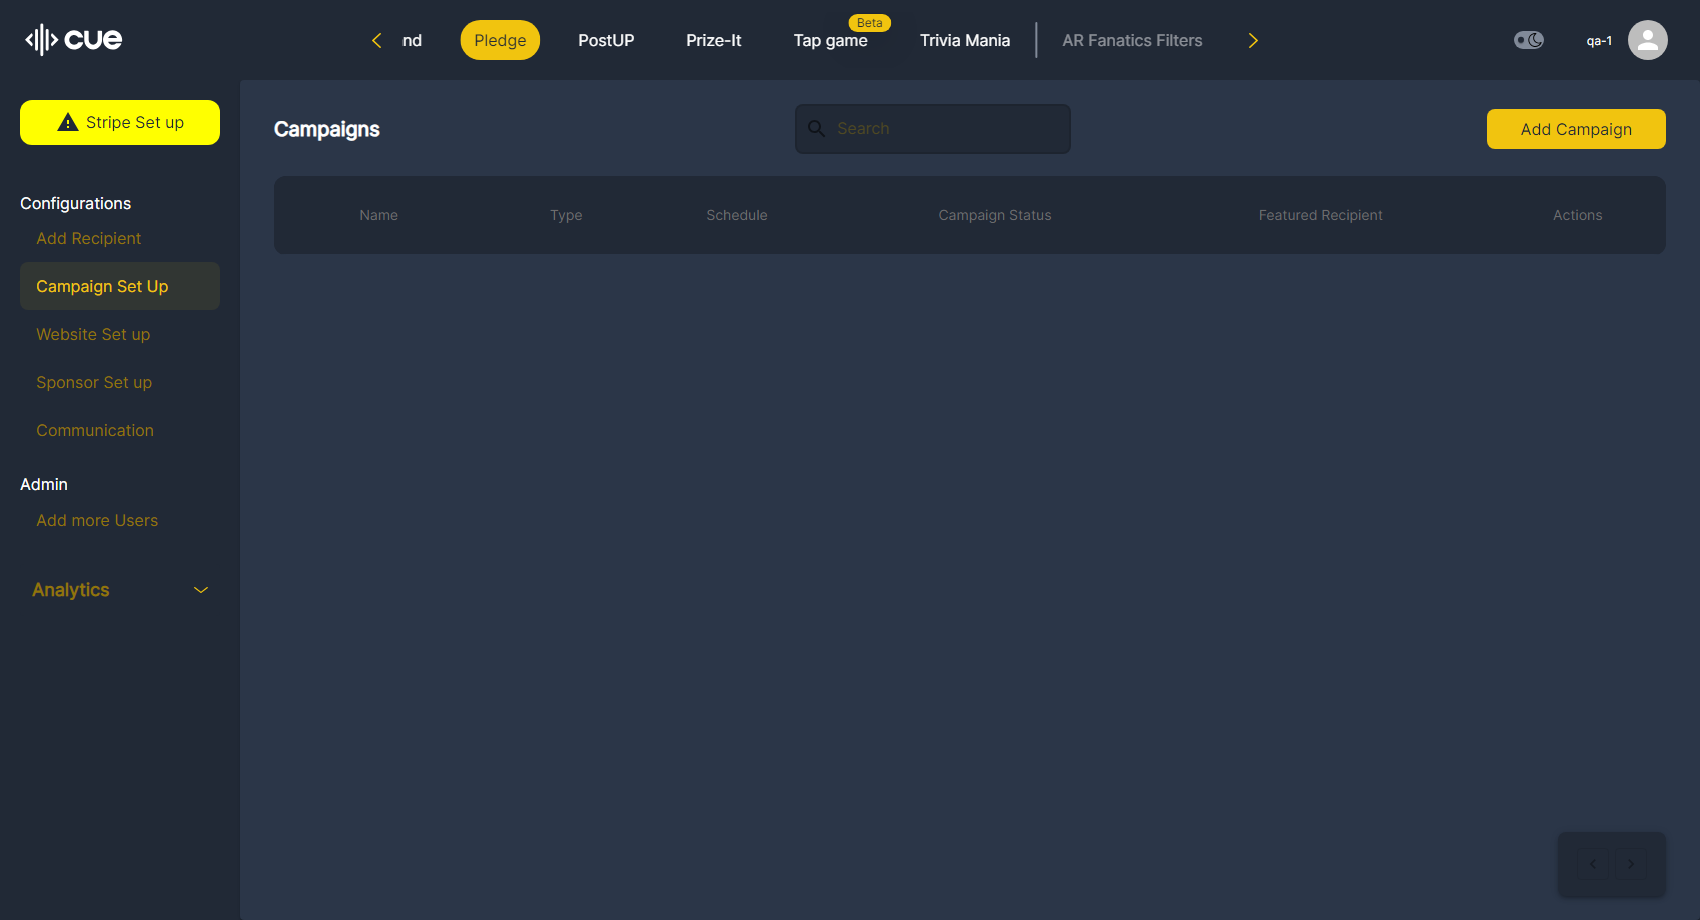 cue
nd
Pledge
PostUP
Prize-It
Tap game
Beta
Trivia Mania
AR Fanatics Filters
qa-1
Stripe Set up
Configurations
Add Recipient
Campaign Set Up
Website Set up
Sponsor Set up
Communication
Admin
Add more Users
Analytics
Campaigns
Search
Add Campaign
Name
Type
Schedule
Campaign Status
Featured Recipient
Actions